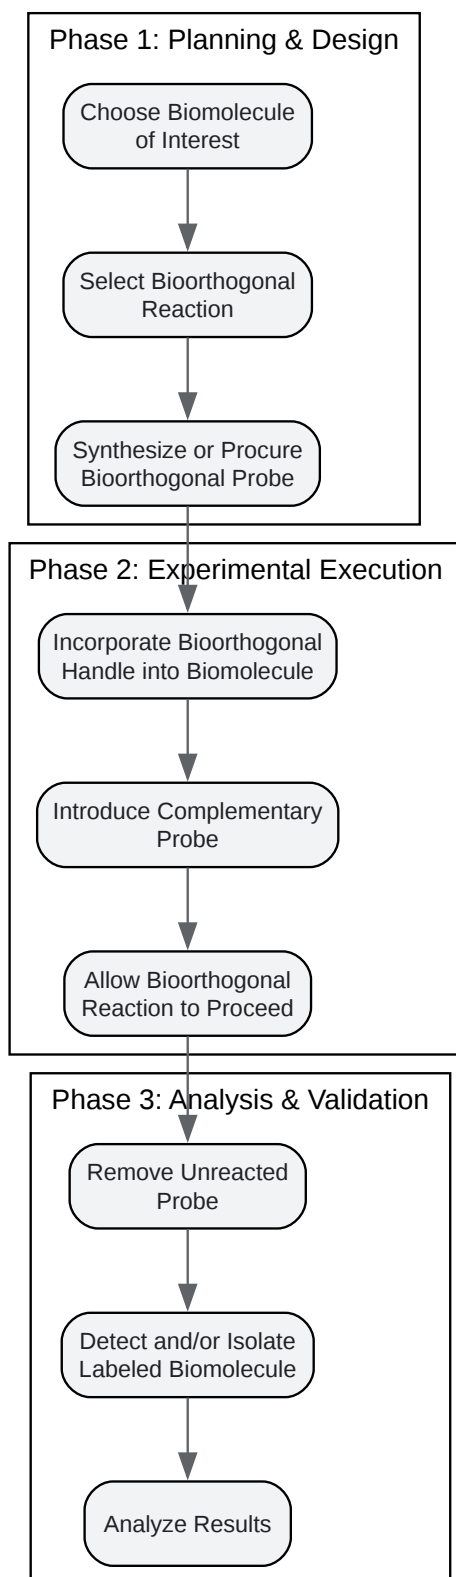 Phase 1: Planning & Design
Choose Biomolecule
of Interest
Select Bioorthogonal
Reaction
Synthesize or Procure
Bioorthogonal Probe
Phase 2: Experimental Execution
Incorporate Bioorthogonal
Handle into Biomolecule
Introduce Complementary
Probe
Allow Bioorthogonal
Reaction to Proceed
Phase 3: Analysis & Validation
Remove Unreacted
Probe
Detect and/or Isolate
Labeled Biomolecule
Analyze Results